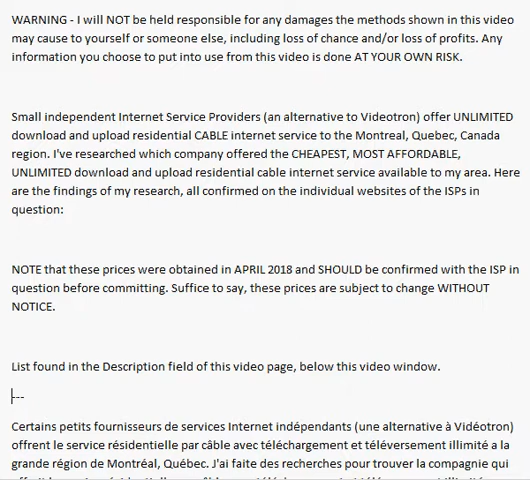 WARNING - I will NOT be held responsible for any damages the methods shown in this video
may cause to yourself or someone else, including loss of chance and/or loss of profits. Any
information you choose to put into use from this video is done AT YOUR OWN RISK.
Small independent Internet Service Providers (an alternative to Videotron) offer UNLIMITED
download and upload residential CABLE internet service to the Montreal, Quebec, Canada
region. I've researched which company offered the CHEAPEST, MOST AFFORDABLE,
UNLIMITED download and upload residential cable internet service available to my area. Here
are the findings of my research, all confirmed on the individual websites of the ISPs in
question:
NOTE that these prices were obtained in APRIL 2018 and SHOULD be confirmed with the ISP in
question before committing. Suffice to say, these prices are subject to change WITHOUT
NOTICE.
List found in the Description field of this video page, below this video window.
---
Certains petits fournisseurs de services Internet indépendants (une alternative à Vidéotron)
offrent le service résidentielle par câble avec téléchargement et téléversement illimité a la
grande région de Montréal, Québec. J'ai faite des recherches pour trouver la compagnie qui